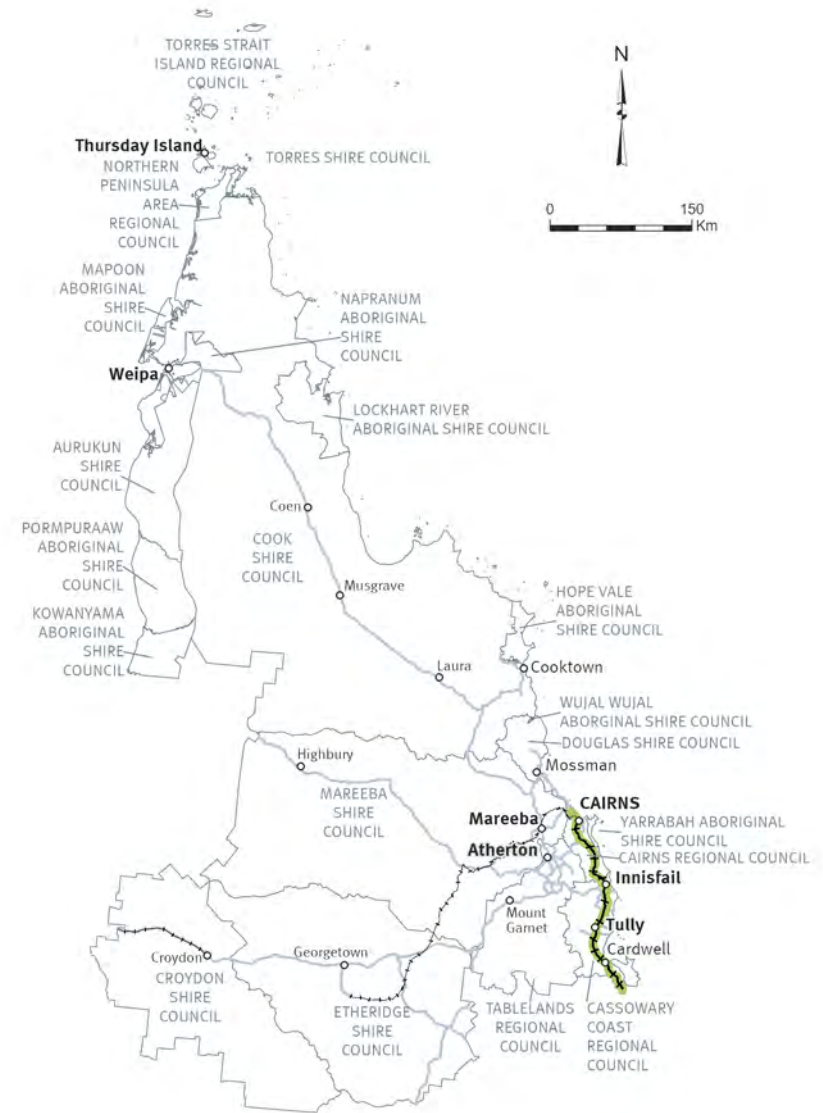 TORRES STRAIT
ISLAND REGIONAL
COUNCIL
N
Thursday Island
TORRES SHIRE COUNCIL
NORTHERN
PENINSULA
AREA
REGIONAL
COUNCIL
0 150
Km
MAPOON
ABORIGINAL
SHIRE
COUNCIL
NAPRANUM
ABORIGINAL
SHIRE
COUNCIL
Weipa
LOCKHART RIVER
ABORIGINAL SHIRE COUNCIL
AURUKUN
SHIRE
COUNCIL
Coen
PORMPURAAW
ABORIGINAL
SHIRE
COUNCIL
COOK
SHIRE
COUNCIL
Musgrave
HOPE VALE
ABORIGINAL
SHIRE COUNCIL
KOWANYAMA
ABORIGINAL
SHIRE
COUNCIL
Laura
Cooktown
WUJAL WUJAL
ABORGINAL SHIRE COUNCIL
DOUGLAS SHIRE COUNCIL
Highbury
Mossman
MAREEBA
SHIRE
COUNCIL
CAIRNS
Mareeba
YARRABAH ABORIGINAL
SHIRE COUNCIL
Atherton
CAIRNS REGIONAL COUNCIL
Innisfail
Mount
Garnet
Tully
Cardwell
Croydon
Georgetown
CROYDON
SHIRE
COUNCIL
ETHERIDGE
SHIRE
COUNCIL
TABLELANDS
REGIONAL
COUNCIL
CASSOWARY
COAST
REGIONAL
COUNCIL